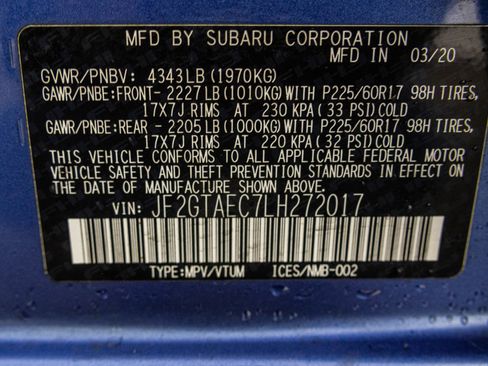 MFD BY SUBARU CORPORATION
MFD IN 03/20
GVWR/PNBV: 4343LB (1970KG)
GAWR/PNBE:FRONT- 2227LB(1010KG)WITH P225/60R17 98H TIRES,
17X7J RIMS AT 230 KPA (33 PSI)COLD
GAWR/PNBE:REAR - 2205LB(1000KG)WITH P225/60R17 98H TIRES,
17X7J RIMS AT 220 KPA (32 PSI)COLD
THIS VEHICLE CONFORMS TO ALL APPLICABLE FEDERAL MOTOR
VEHICLE SAFETY AND THEFT PREVENTION STANDARDS IN EFFECT
ON THE DATE OF MANUFACTURE SHOWN ABOVE.
VIN: JF2GTAEC7LH272017
TYPE:MPV/VTUM ICES/NMB-002